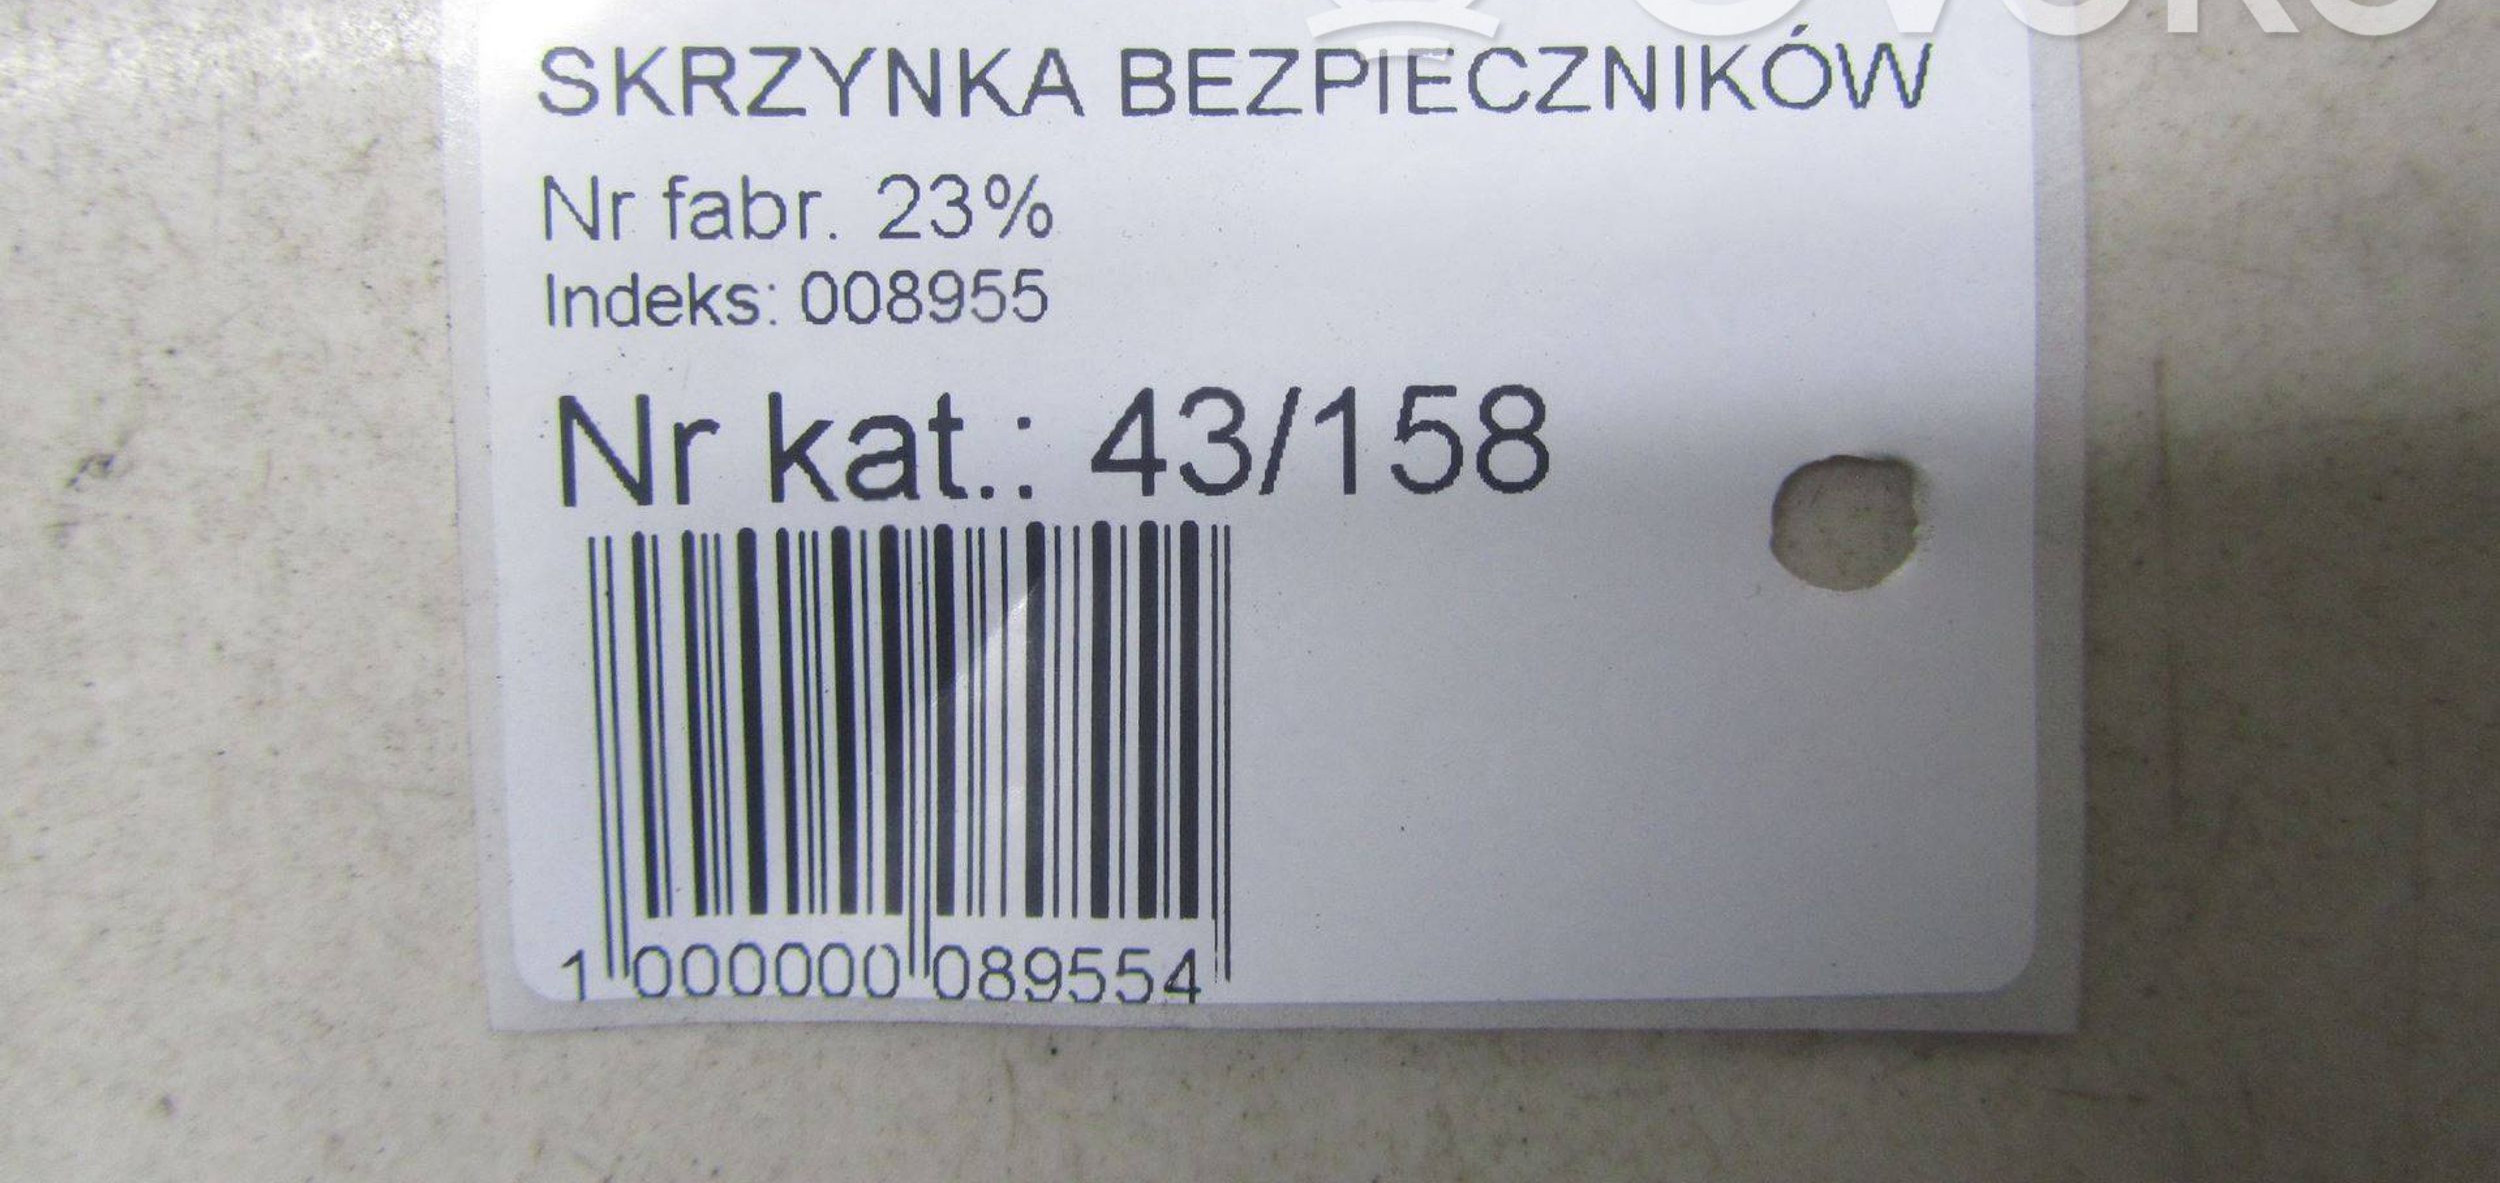 SKRZYNKA BEZPIECZNIKÓW
Nr fabr. 23%
Indeks: 008955
Nr kat.: 43/158
1 000000 089554